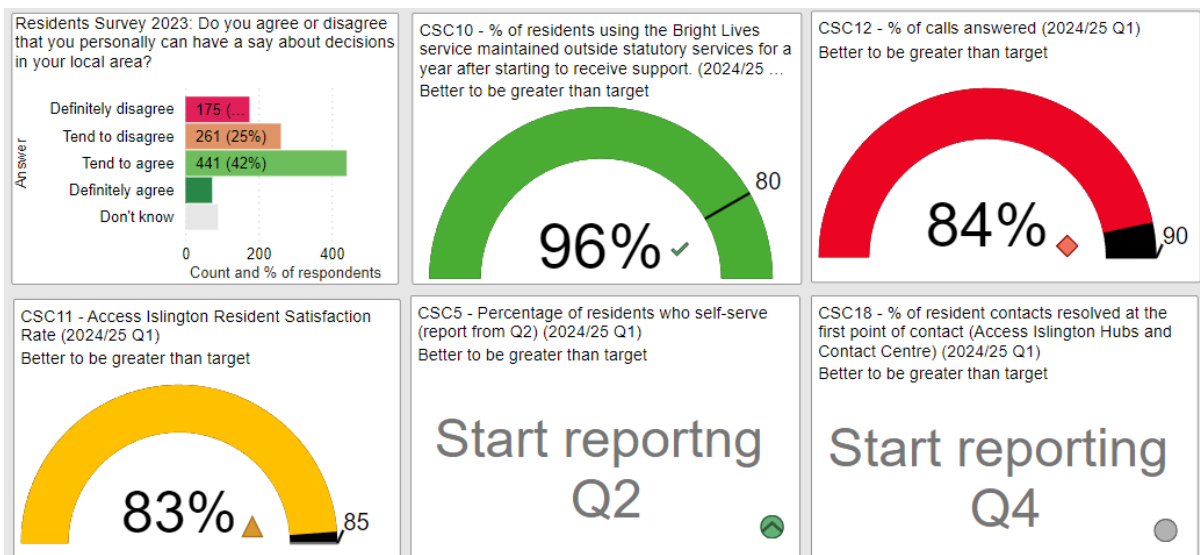 Residents Survey 2023: Do you agree or disagree
that you personally can have a say about decisions
in your local area?
Answer
Definitely disagree
175 (...
Tend to disagree
261 (25%)
Tend to agree
441 (42%)
Definitely agree
Don't know
0 200 400
Count and % of respondents
CSC10 - % of residents using the Bright Lives
service maintained outside statutory services for a
year after starting to receive support. (2024/25 ...
Better to be greater than target
80
96%
CSC12 - % of calls answered (2024/25 Q1)
Better to be greater than target
90
84%
CSC11 - Access Islington Resident Satisfaction
Rate (2024/25 Q1)
Better to be greater than target
85
83%
CSC5 - Percentage of residents who self-serve
(report from Q2) (2024/25 Q1)
Better to be greater than target
Start reportng
Q2
CSC18 - % of resident contacts resolved at the
first point of contact (Access Islington Hubs and
Contact Centre) (2024/25 Q1)
Better to be greater than target
Start reporting
Q4